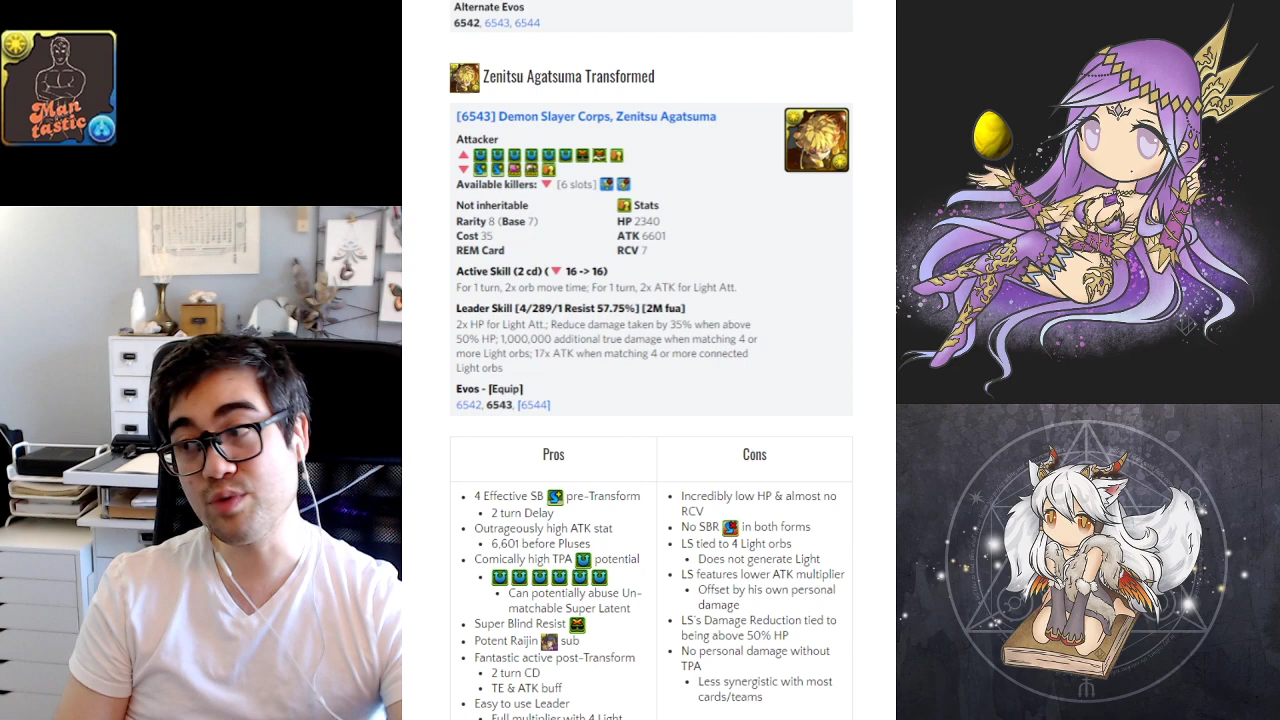 Man
tastic
Alternate Evos
6542, 6543, 6544
Zenitsu Agatsuma Transformed
[6543] Demon Slayer Corps, Zenitsu Agatsuma
Attacker
Available killers: [6 slots]
Not inheritable
Rarity 8 (Base 7)
Cost 35
REM Card
Stats
HP 2340
ATK 6601
RCV 7
Active Skill (2 cd) ( 16 -> 16)
For 1 turn, 2x orb move time; For 1 turn, 2x ATK for Light Att.
Leader Skill [4/289/1 Resist 57.75%] [2M fua]
2x HP for Light Att.; Reduce damage taken by 35% when above
50% HP; 1,000,000 additional true damage when matching 4 or
more Light orbs; 17x ATK when matching 4 or more connected
Light orbs
Evos - [Equip]
6542, 6543, [6544]
Pros
4 Effective SB pre-Transform
2 turn Delay
Outrageously high ATK stat
6,601 before Pluses
Comically high TPA potential
Can potentially abuse Un-
matchable Super Latent
Super Blind Resist
Potent Raijin sub
Fantastic active post-Transform
2 turn CD
TE & ATK buff
Easy to use Leader
Full multiplier with 4 Light
Cons
Incredibly low HP & almost no
RCV
No SBR in both forms
LS tied to 4 Light orbs
Does not generate Light
LS features lower ATK multiplier
Offset by his own personal
damage
LS's Damage Reduction tied to
being above 50% HP
No personal damage without
TPA
Less synergistic with most
cards/teams